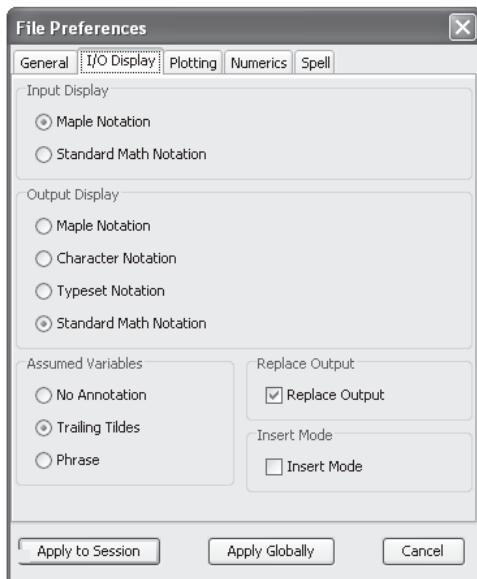 File Preferences
General I/O Display Plotting Numerics Spell
Input Display
Maple Notation
Standard Math Notation
Output Display
Maple Notation
Character Notation
Typeset Notation
Standard Math Notation
Assumed Variables
No Annotation
Trailing Tildes
Phrase
Replace Output
Replace Output
Insert Mode
Insert Mode
Apply to Session Apply Globally Cancel